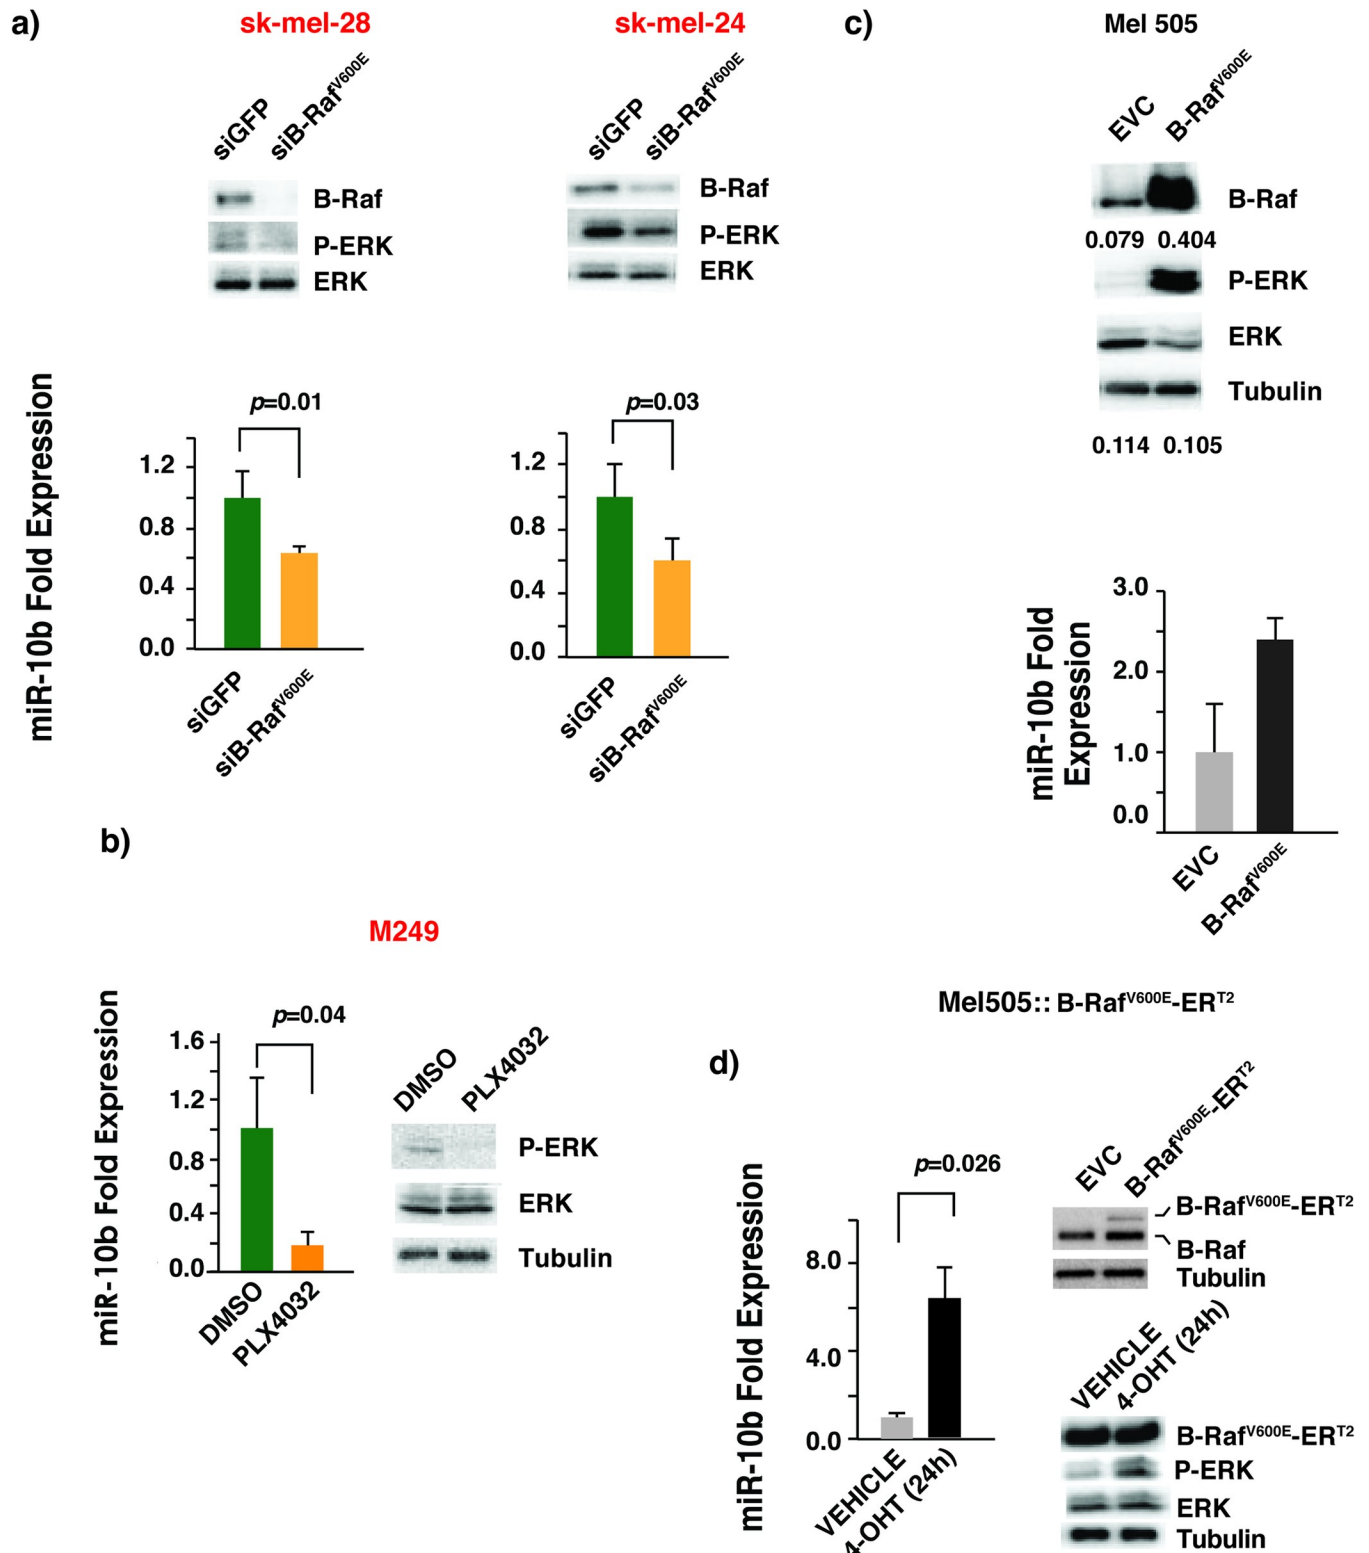 a)
sk-mel-28
sk-mel-24
siGFP
siB-Raf^V600E
B-Raf
P-ERK
ERK
siGFP
siB-Raf^V600E
B-Raf
P-ERK
ERK
miR-10b Fold Expression
p=0.01
1.2
0.8
0.4
0.0
siGFP
siB-Raf^V600E
p=0.03
1.2
0.8
0.4
0.0
siGFP
siB-Raf^V600E
c)
Mel 505
EVC
B-Raf^V600E
B-Raf
0.079 0.404
P-ERK
ERK
Tubulin
0.114 0.105
miR-10b Fold
Expression
3.0
2.0
1.0
0.0
EVC
B-Raf^V600E
b)
M249
miR-10b Fold Expression
p=0.04
1.6
1.2
0.8
0.4
0.0
DMSO
PLX4032
DMSO
PLX4032
P-ERK
ERK
Tubulin
Mel505:: B-Raf^V600E-ER^T2
d)
miR-10b Fold Expression
p=0.026
8.0
4.0
0.0
VEHICLE
4-OHT (24h)
EVC
B-Raf^V600E-ER^T2
B-Raf^V600E-ER^T2
B-Raf
Tubulin
VEHICLE
4-OHT (24h)
B-Raf^V600E-ER^T2
P-ERK
ERK
Tubulin